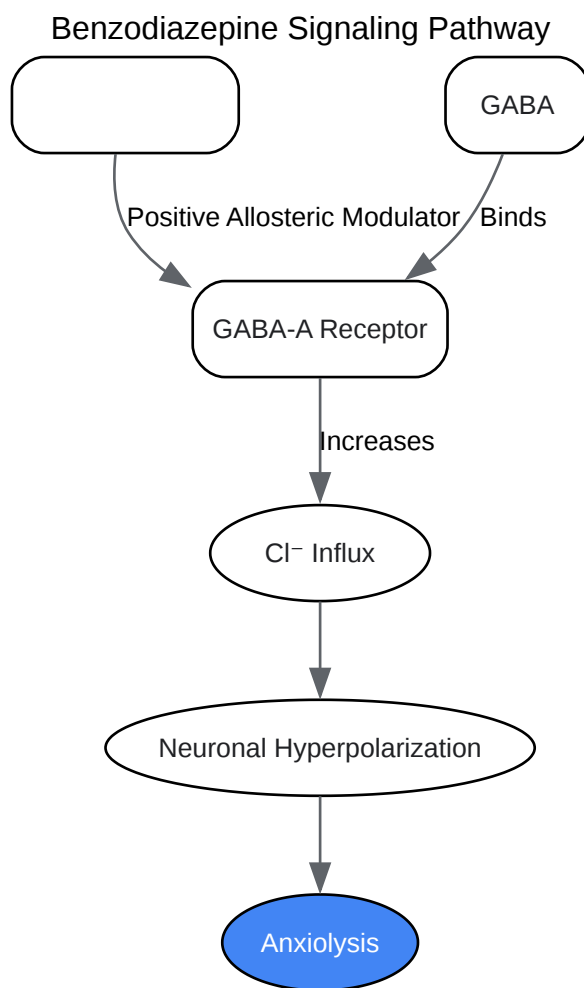 Benzodiazepine Signaling Pathway
GABA
Positive Allosteric Modulator
Binds
GABA-A Receptor
Increases
Cl⁻ Influx
Neuronal Hyperpolarization
Anxiolysis